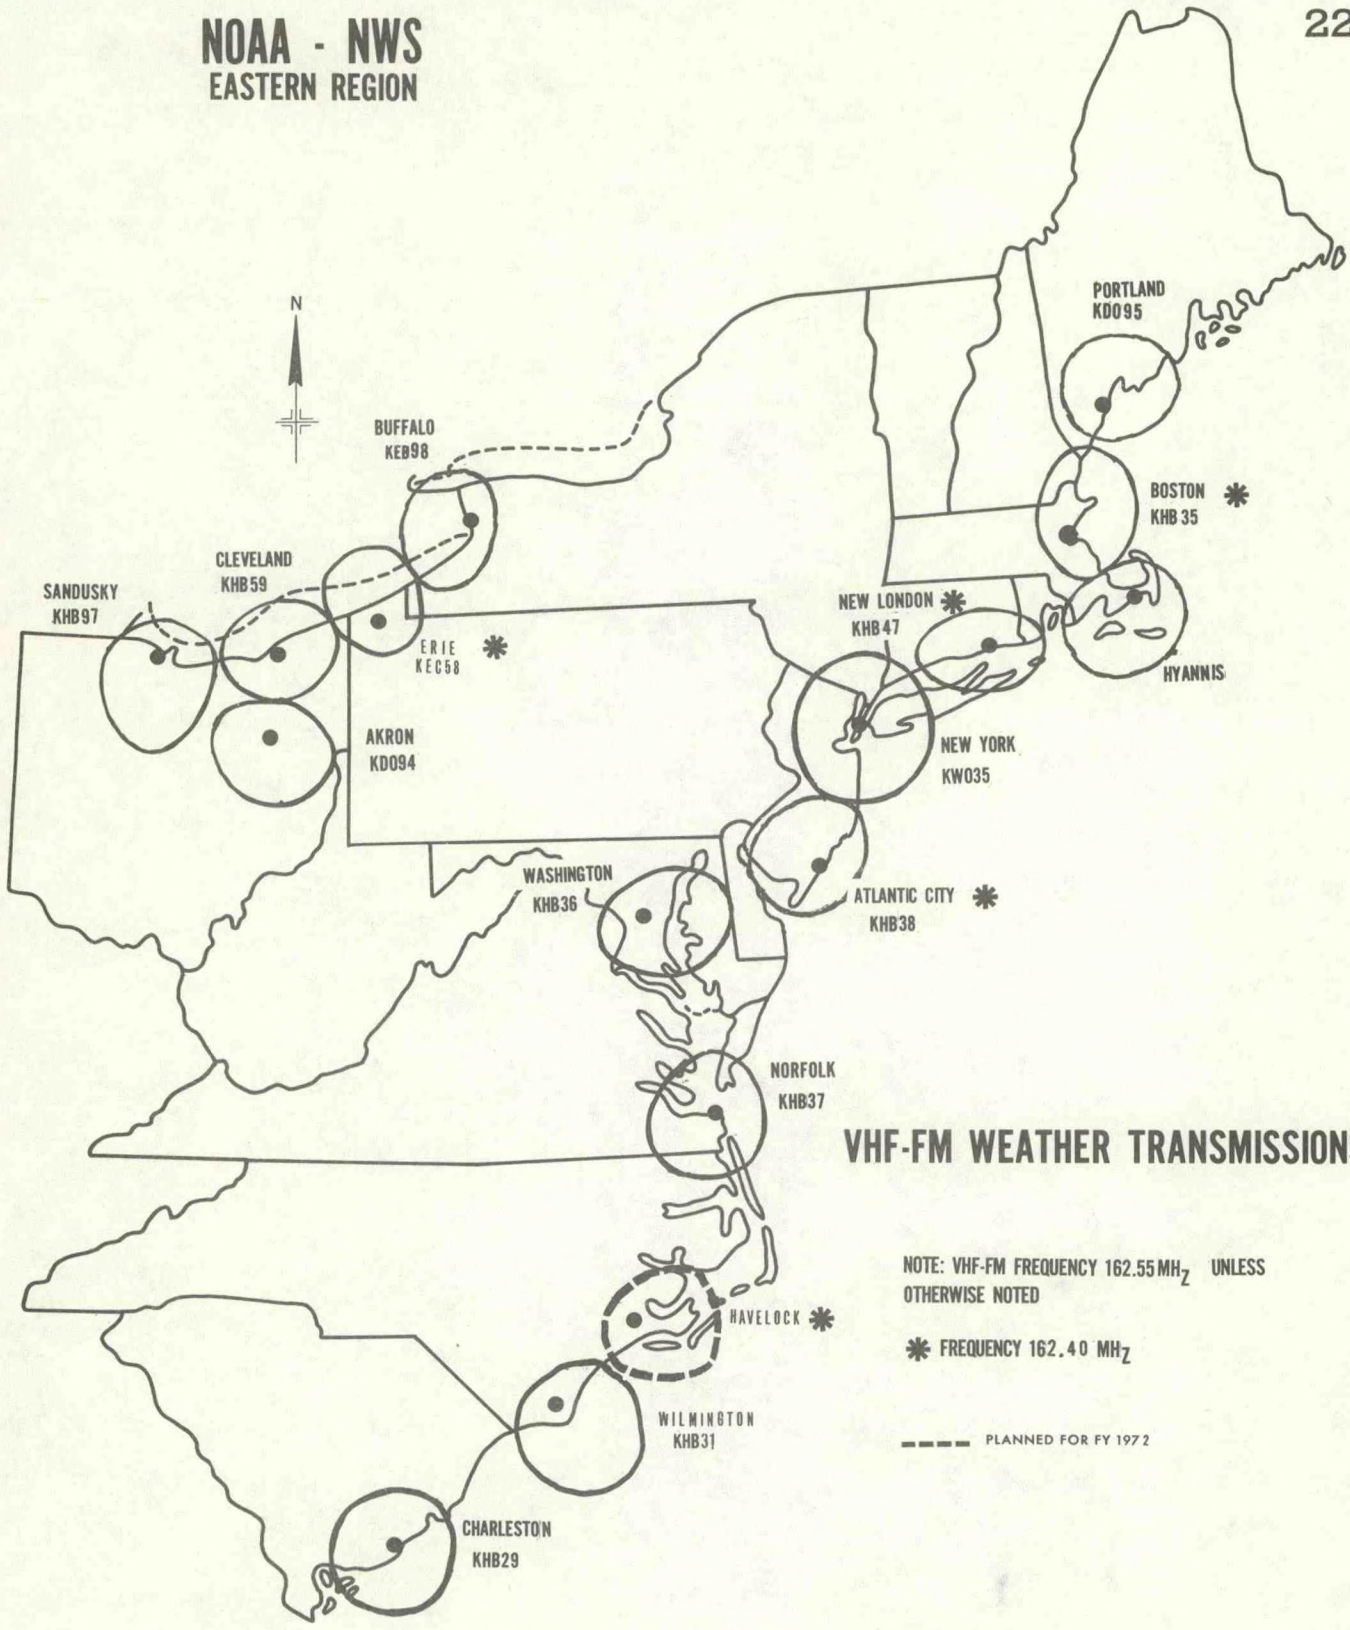 NOAA - NWS
EASTERN REGION
22
N
PORTLAND
KDO95
BUFFALO
KEB98
BOSTON
KHB35
CLEVELAND
KHB59
SANDUSKY
KHB97
NEW LONDON
KHB47
ERIE
KEC58
HYANNIS
AKRON
KDO94
NEW YORK
KWO35
WASHINGTON
KHB36
ATLANTIC CITY
KHB38
NORFOLK
KHB37
VHF-FM WEATHER TRANSMISSION
NOTE: VHF-FM FREQUENCY 162.55 MHZ UNLESS
OTHERWISE NOTED
HAVELOCK
FREQUENCY 162.40 MHZ
WILMINGTON
KHB31
PLANNED FOR FY 1972
CHARLESTON
KHB29